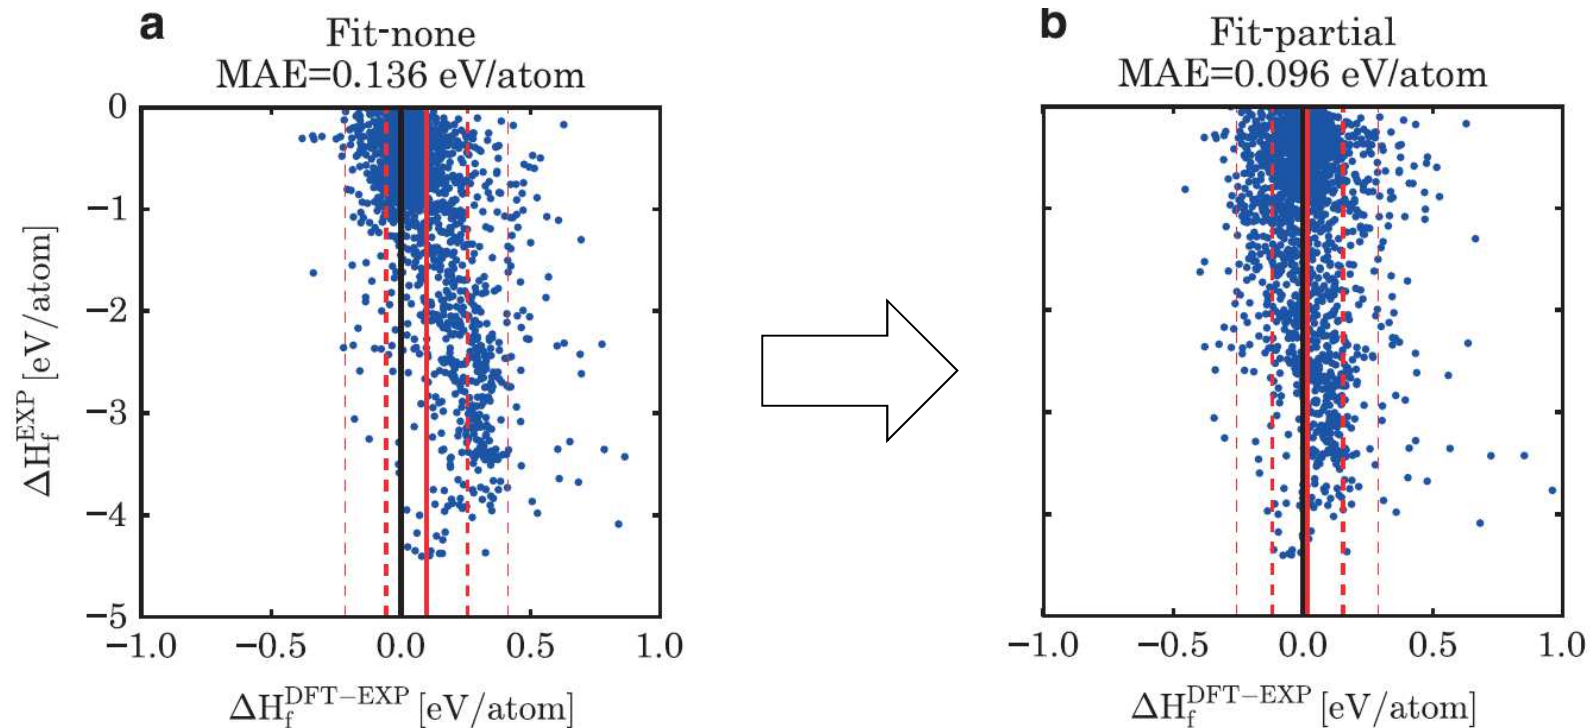 a
Fit-none
MAE=0.136 eV/atom
0
−1
−2
−3
−4
−5
−1.0 −0.5 0.0 0.5 1.0
ΔH_f^EXP [eV/atom]
ΔH_f^DFT−EXP [eV/atom]
b
Fit-partial
MAE=0.096 eV/atom
−1.0 −0.5 0.0 0.5 1.0
ΔH_f^DFT−EXP [eV/atom]